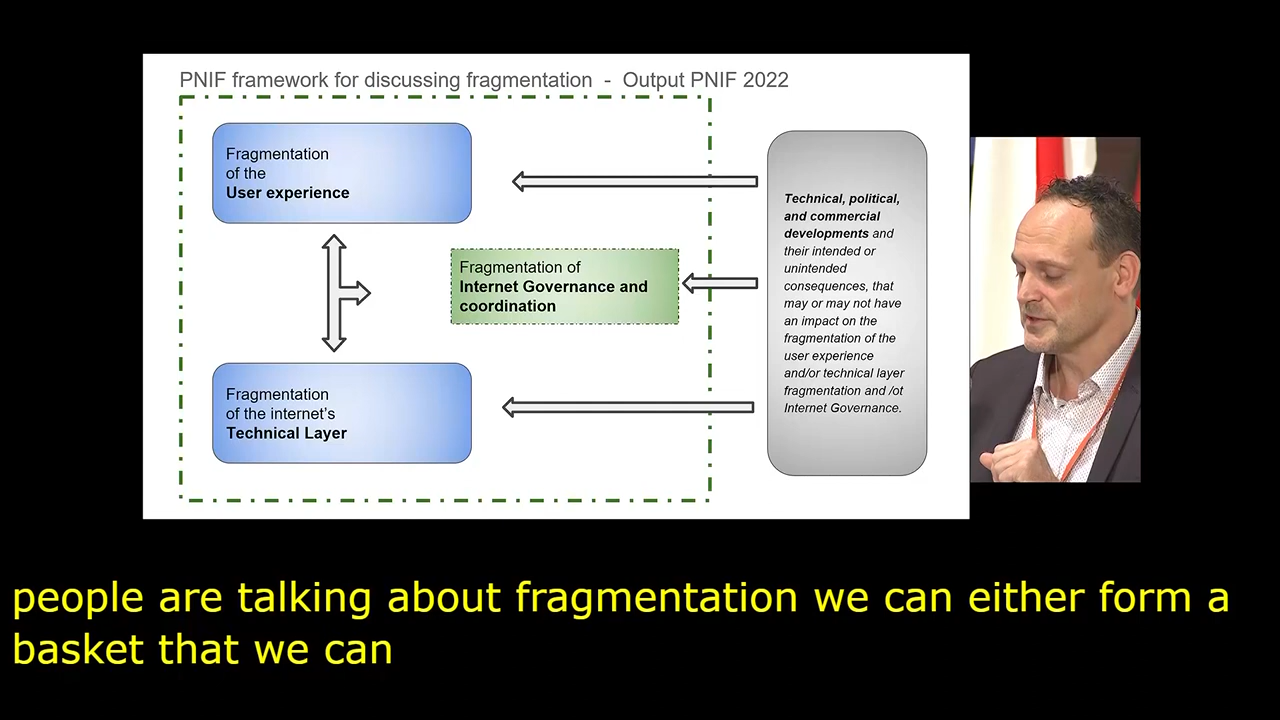 PNIF framework for discussing fragmentation - Output PNIF 2022
Fragmentation
of the
User experience
Fragmentation of
Internet Governance and
coordination
Fragmentation
of the internet's
Technical Layer
Technical, political,
and commercial
developments and
their intended or
unintended
consequences, that
may or may not have
an impact on the
fragmentation of the
user experience
and/or technical layer
fragmentation and /ot
Internet Governance.
people are talking about fragmentation we can either form a
basket that we can